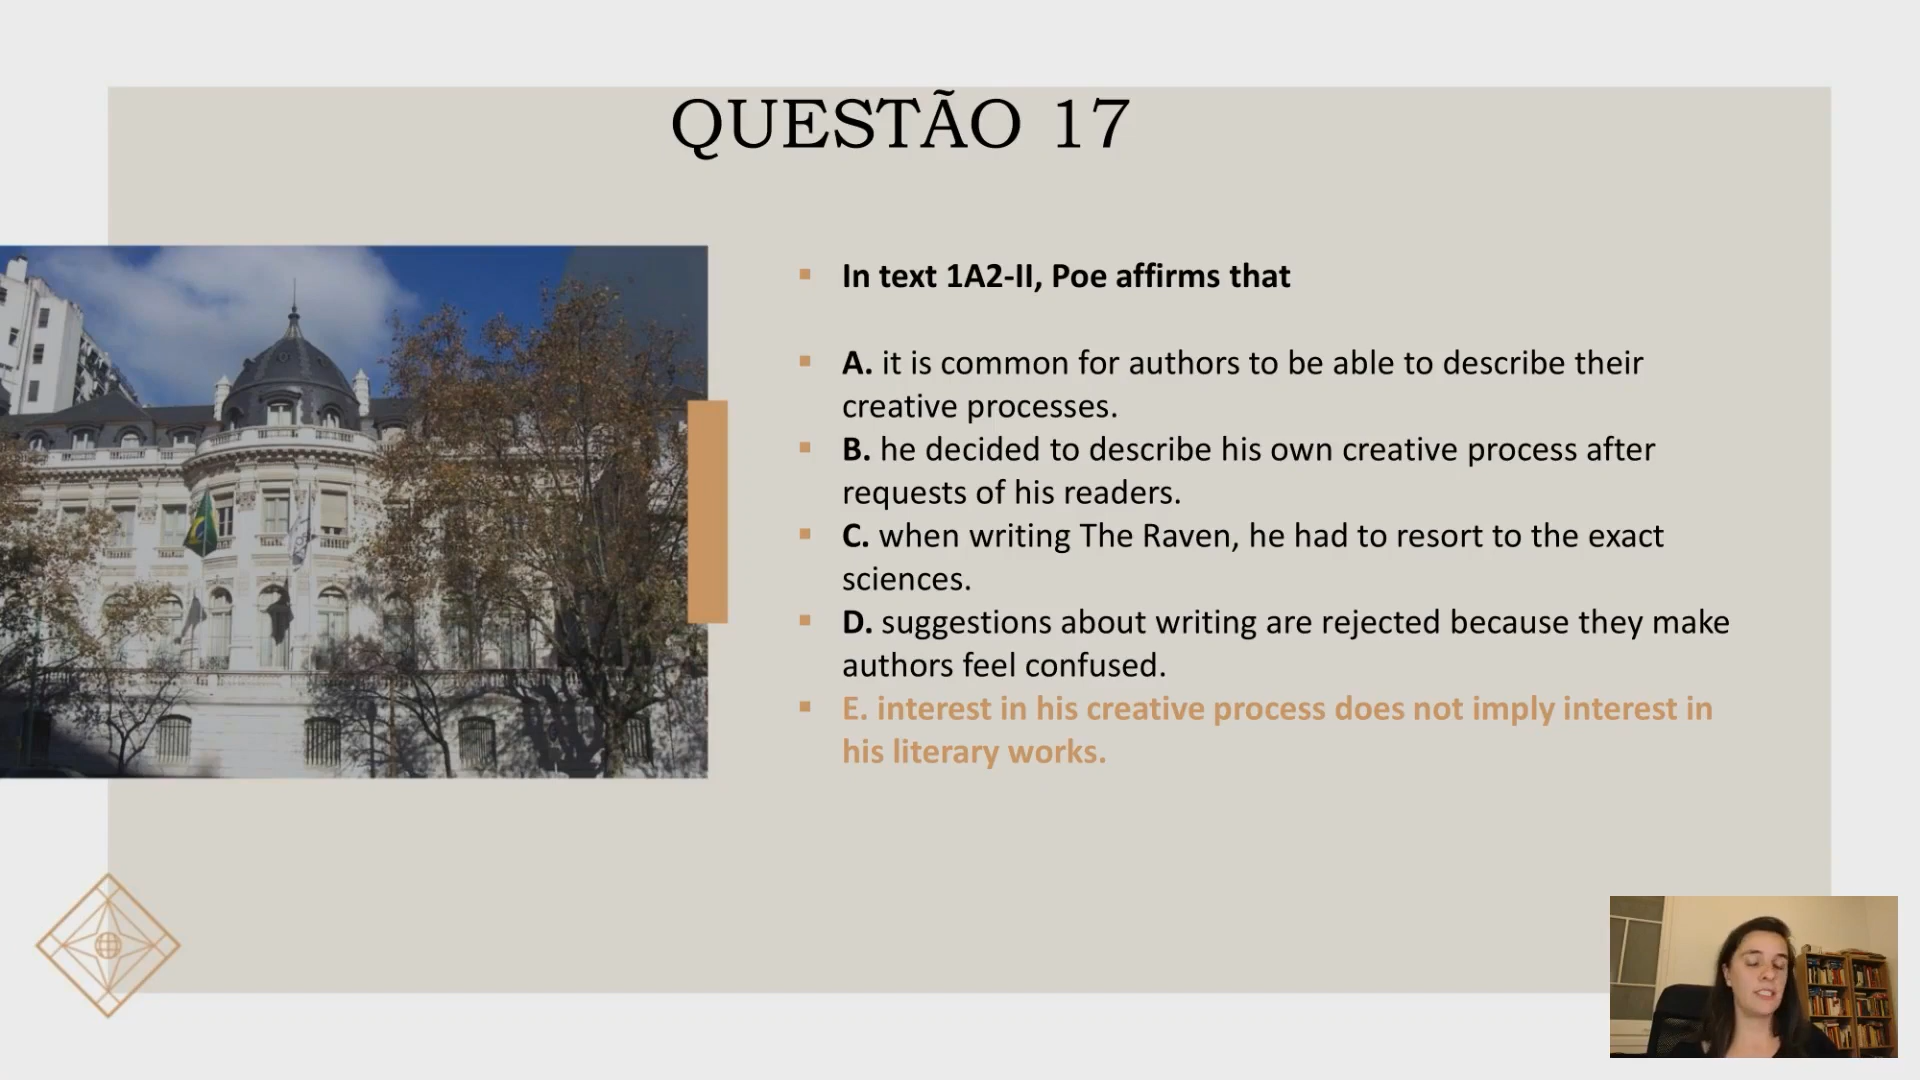 QUESTÃO 17
In text 1A2-II, Poe affirms that
A. it is common for authors to be able to describe their
creative processes.
B. he decided to describe his own creative process after
requests of his readers.
C. when writing The Raven, he had to resort to the exact
sciences.
D. suggestions about writing are rejected because they make
authors feel confused.
E. interest in his creative process does not imply interest in
his literary works.